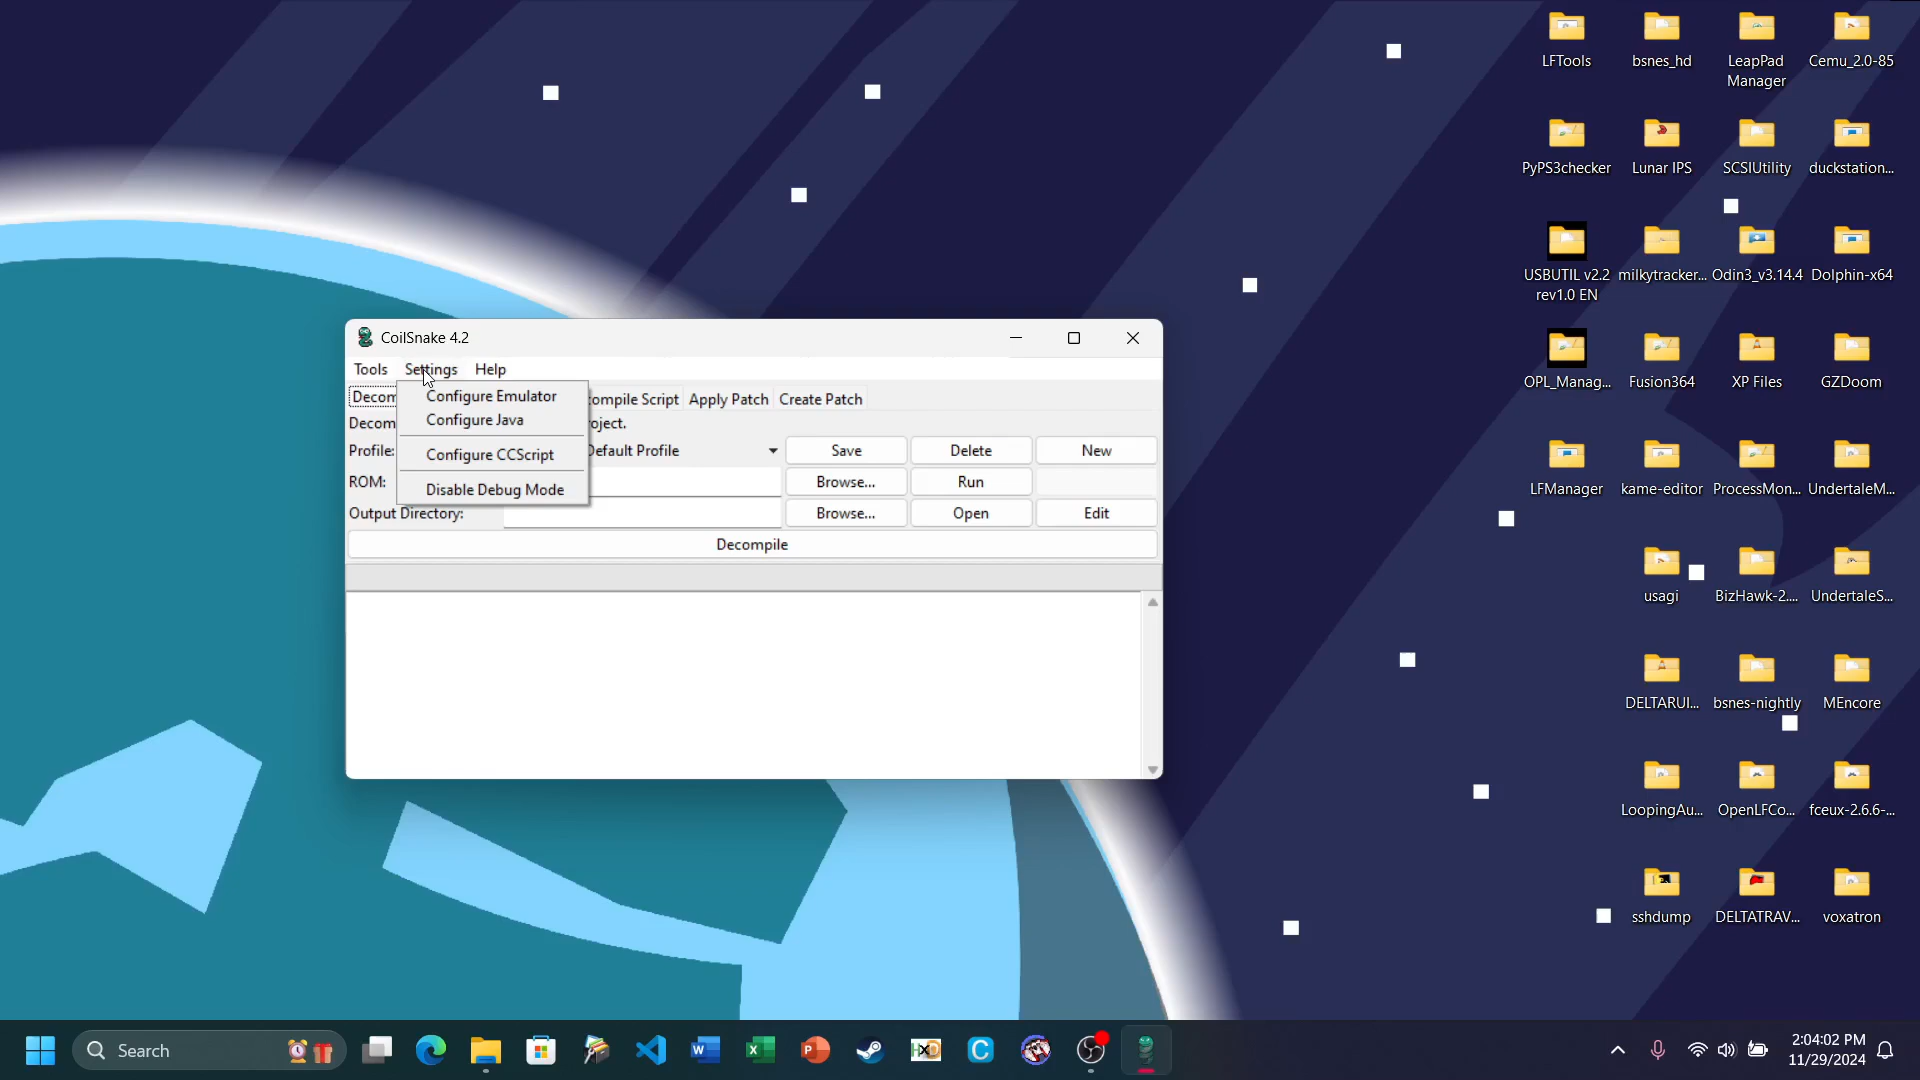 LFTools
bsnes_hd
LeapPad
Manager
Cemu_2.0-85
PyPS3checker
Lunar IPS
SCSIUtility
duckstation...
USBUTIL v2.2
rev1.0 EN
milkytracker...
Odin3_v3.14.4
Dolphin-x64
OPL_Manag...
Fusion364
XP Files
GZDoom
LFManager
kame-editor
ProcessMon...
UndertaleM...
usagi
BizHawk-2....
UndertaleS...
DELTARUI...
bsnes-nightly
MEncore
LoopingAu...
OpenLFCo...
fceux-2.6.6-...
sshdump
DELTATRAV...
voxatron
CoilSnake 4.2
Tools Settings Help
Configure Emulator
Configure Java
Configure CCScript
Disable Debug Mode
Decom
ompile Script Apply Patch Create Patch
Decom
oject.
Profile: Default Profile Save Delete New
ROM: Browse... Run
Output Directory: Browse... Open Edit
Decompile
Search
2:04:02 PM
11/29/2024